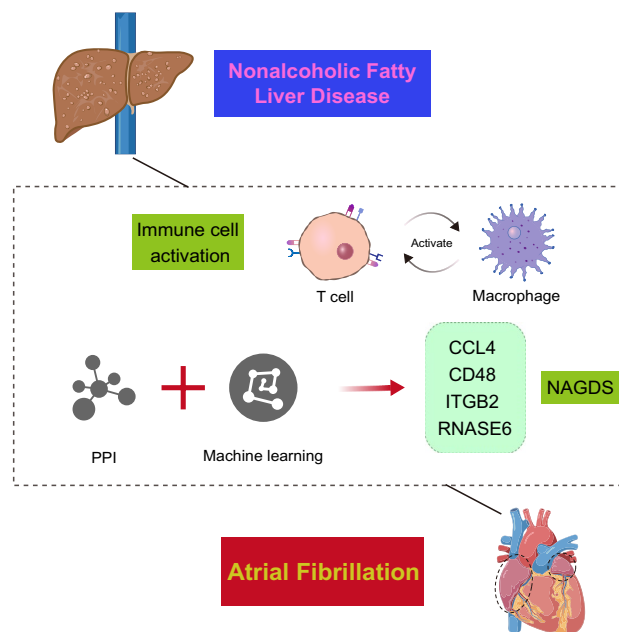 Nonalcoholic Fatty
Liver Disease
Immune cell
activation
Activate
T cell
Macrophage
CCL4
CD48
ITGB2
RNASE6
NAGDS
PPI
Machine learning
Atrial Fibrillation